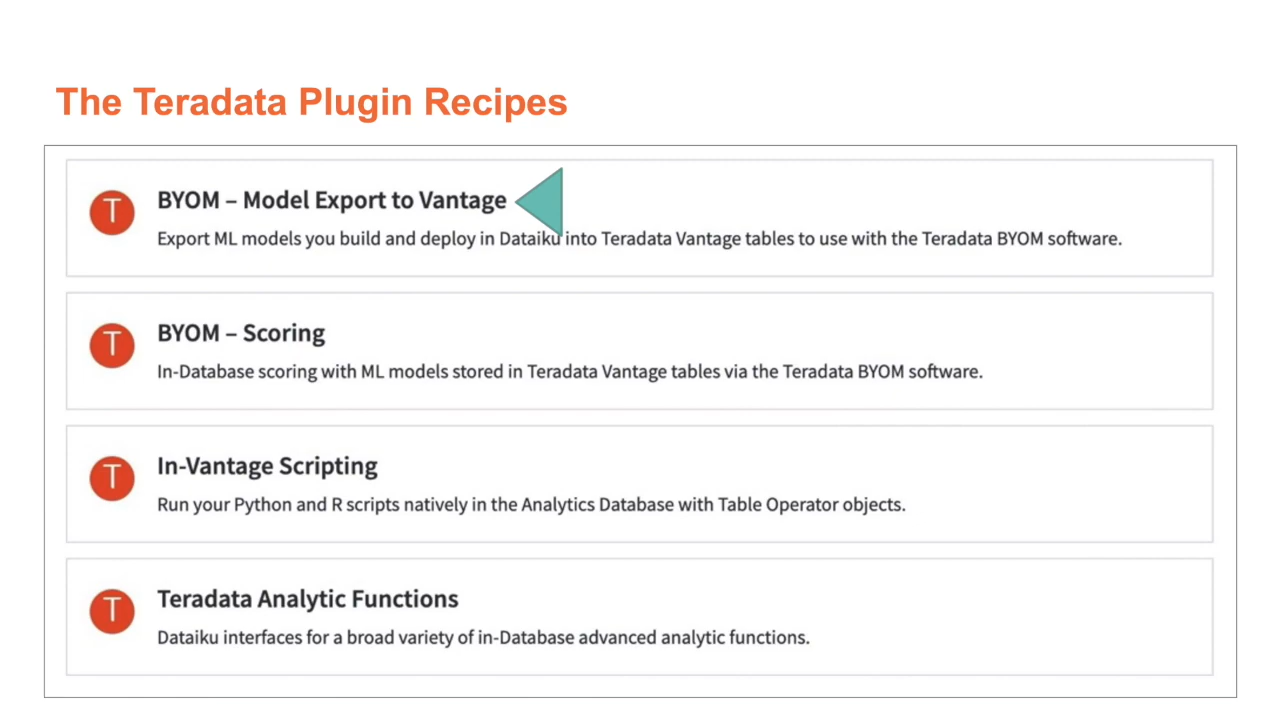 The Teradata Plugin Recipes
T
BYOM – Model Export to Vantage
Export ML models you build and deploy in Dataiku into Teradata Vantage tables to use with the Teradata BYOM software.
T
BYOM – Scoring
In-Database scoring with ML models stored in Teradata Vantage tables via the Teradata BYOM software.
T
In-Vantage Scripting
Run your Python and R scripts natively in the Analytics Database with Table Operator objects.
T
Teradata Analytic Functions
Dataiku interfaces for a broad variety of in-Database advanced analytic functions.